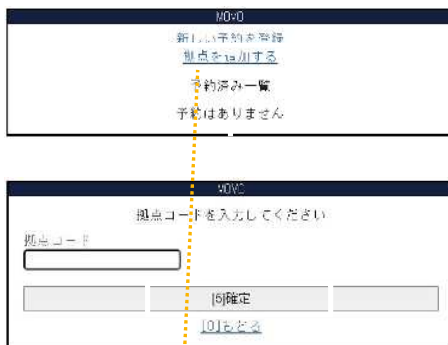 MOVO
新しい予約を登録
拠点を追加する
予約済み一覧
予約はありません
MOVO
拠点コードを入力してください
拠点コード
[5]確定
[0]もどる